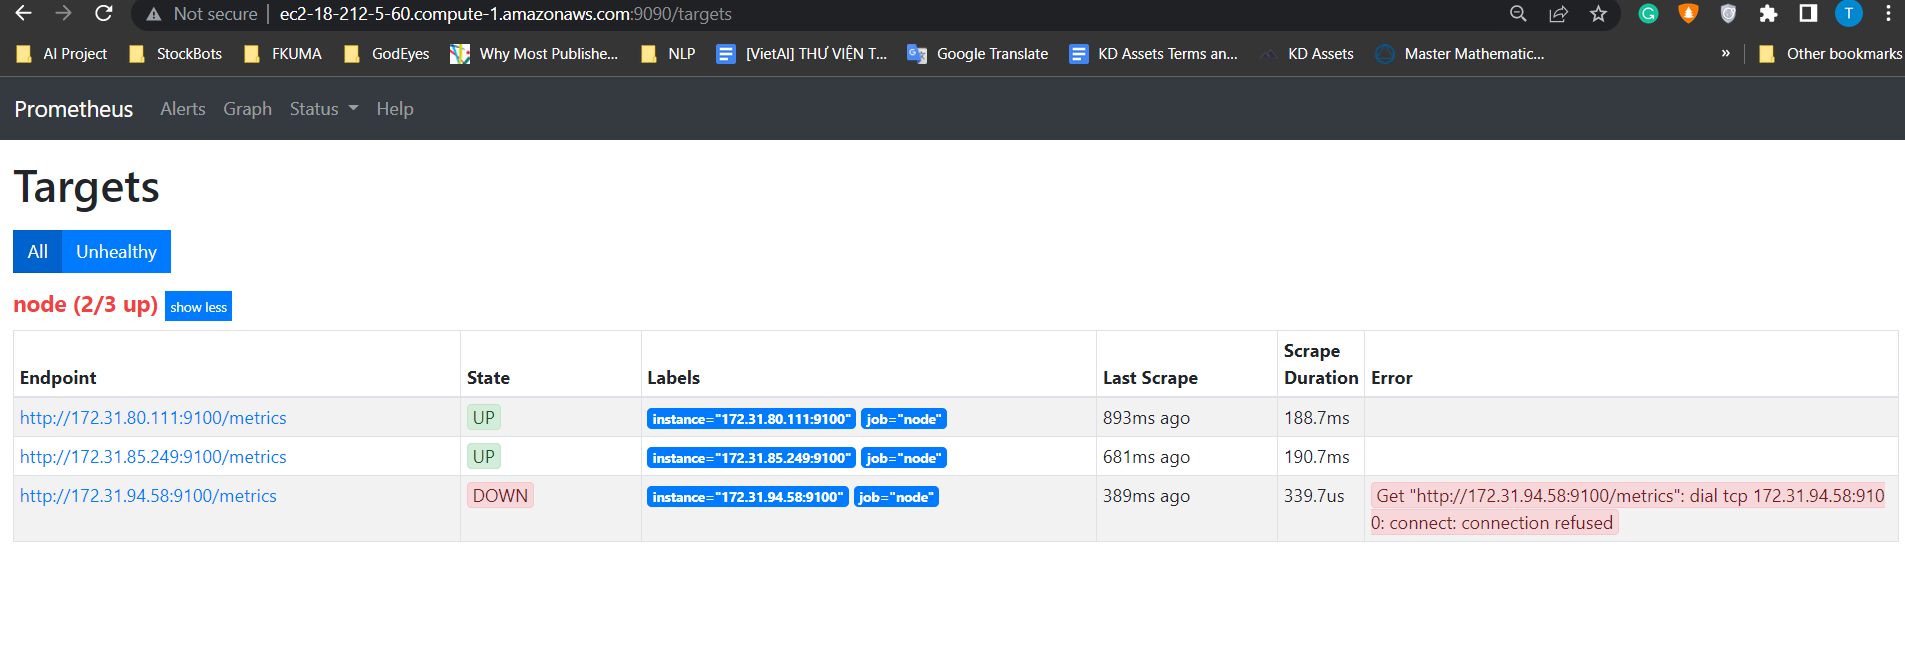 Not secure | ec2-18-212-5-60.compute-1.amazonaws.com:9090/targets
G
T
AI Project StockBots FKUMA GodEyes Why Most Publishe... NLP [VietAI] THƯ VIỆN T... Google Translate KD Assets Terms an... KD Assets Master Mathematic... » Other bookmarks
Prometheus Alerts Graph Status Help
Targets
All Unhealthy
node (2/3 up) show less
Endpoint State Labels Last Scrape Scrape Duration Error
http://172.31.80.111:9100/metrics UP instance="172.31.80.111:9100" job="node" 893ms ago 188.7ms
http://172.31.85.249:9100/metrics UP instance="172.31.85.249:9100" job="node" 681ms ago 190.7ms
http://172.31.94.58:9100/metrics DOWN instance="172.31.94.58:9100" job="node" 389ms ago 339.7us Get "http://172.31.94.58:9100/metrics": dial tcp 172.31.94.58:910
0: connect: connection refused